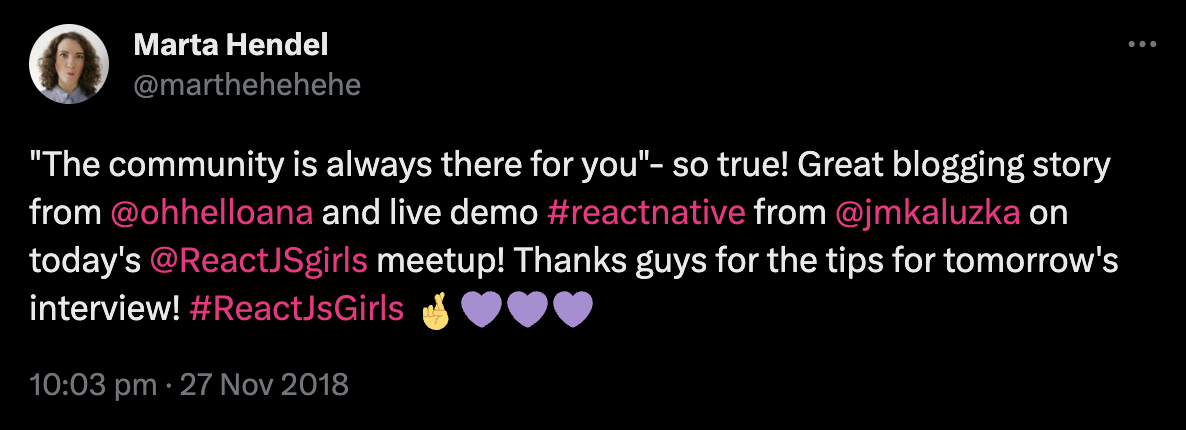 Marta Hendel
@marthehehehe
"The community is always there for you"- so true! Great blogging story
from @ohhelloana and live demo #reactnative from @jmkaluzka on
today's @ReactJSgirls meetup! Thanks guys for the tips for tomorrow's
interview! #ReactJsGirls 🤞💜💜💜
10:03 pm · 27 Nov 2018